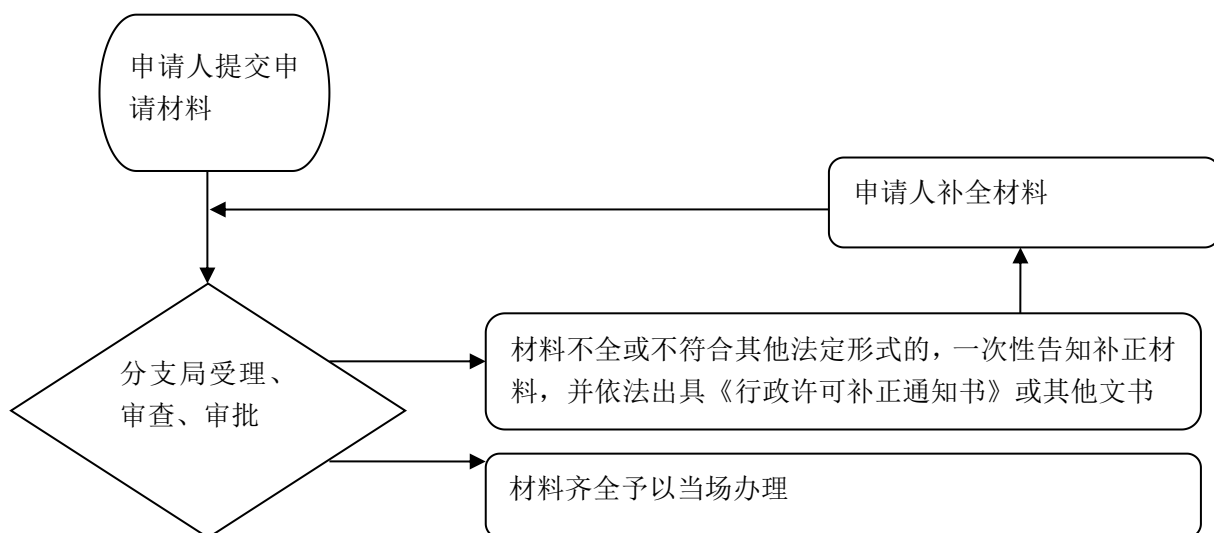 申请人提交申
请材料
申请人补全材料
分支局受理、
审查、审批
材料不全或不符合其他法定形式的，一次性告知补正材
料，并依法出具《行政许可补正通知书》或其他文书
材料齐全予以当场办理